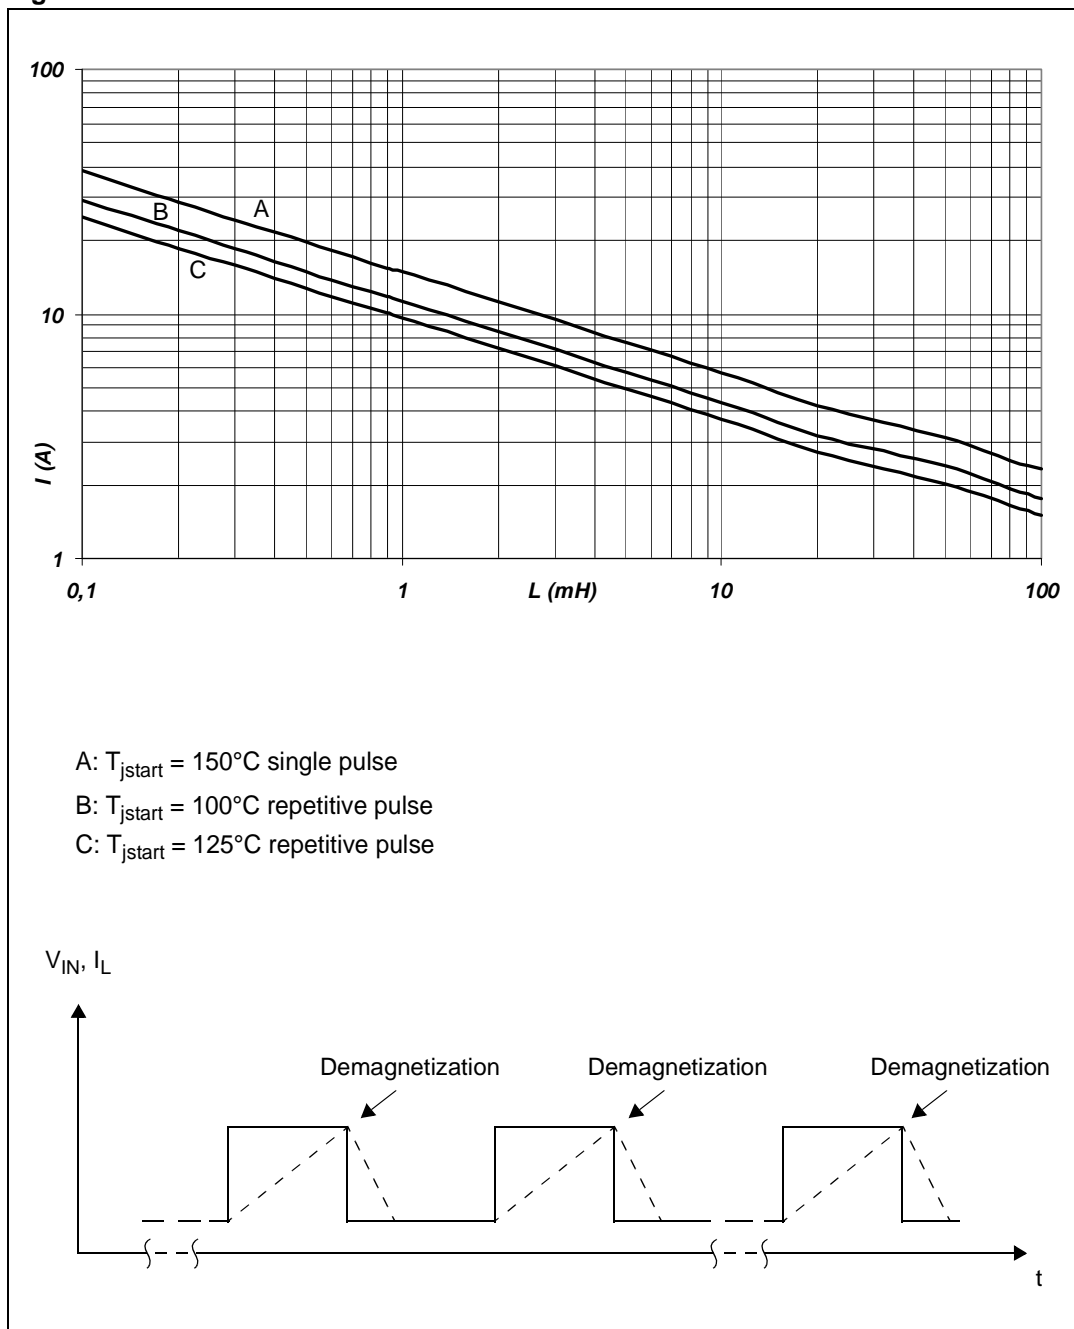 100
A
B
C
10
I (A)
1
0,1 1 L (mH) 10 100
A: Tjstart = 150°C single pulse
B: Tjstart = 100°C repetitive pulse
C: Tjstart = 125°C repetitive pulse
VIN, IL
Demagnetization Demagnetization Demagnetization
t